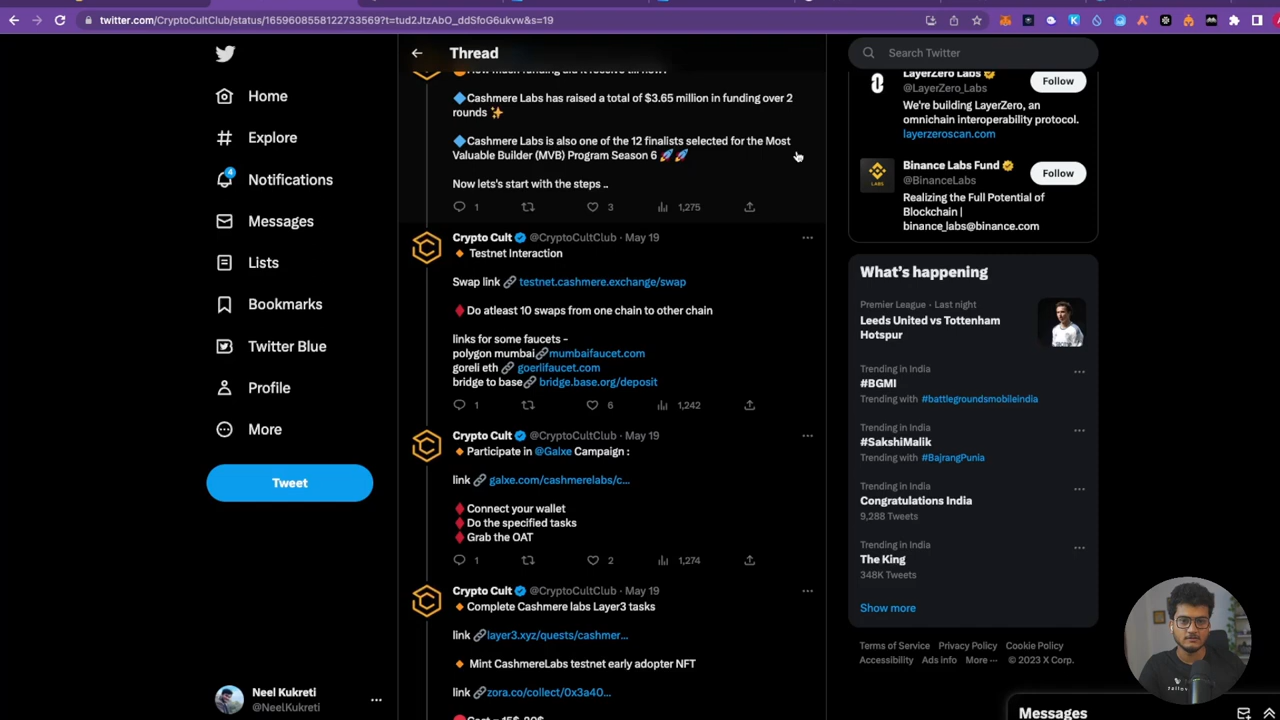 twitter.com/CryptoCultClub/status/1659608558122733569?t=tud2JtzAbO_ddSfoG6ukvw&s=19
Home
Explore
4
Notifications
Messages
Lists
Bookmarks
Twitter Blue
Profile
More
Tweet
Neel Kukreti
@NeelKukreti
Thread
🔷Cashmere Labs has raised a total of $3.65 million in funding over 2
rounds ✨
🔷Cashmere Labs is also one of the 12 finalists selected for the Most
Valuable Builder (MVB) Program Season 6 🚀🚀
Now lets's start with the steps ..
1 3 1,275
Crypto Cult @CryptoCultClub · May 19
🔸 Testnet Interaction
Swap link 🔗 testnet.cashmere.exchange/swap
♦️Do atleast 10 swaps from one chain to other chain
links for some faucets -
polygon mumbai🔗mumbaifaucet.com
goreli eth 🔗 goerlifaucet.com
bridge to base🔗 bridge.base.org/deposit
1 6 1,242
Crypto Cult @CryptoCultClub · May 19
🔸 Participate in @Galxe Campaign :
link 🔗 galxe.com/cashmerelabs/c...
♦️Connect your wallet
♦️Do the specified tasks
♦️Grab the OAT
1 2 1,274
Crypto Cult @CryptoCultClub · May 19
🔸Complete Cashmere labs Layer3 tasks
link 🔗layer3.xyz/quests/cashmer...
🔸 Mint CashmereLabs testnet early adopter NFT
link 🔗zora.co/collect/0x3a40...
Search Twitter
LayerZero Labs
@LayerZero_Labs
Follow
We're building LayerZero, an
omnichain interoperability protocol.
layerzeroscan.com
Binance Labs Fund
@BinanceLabs
Follow
Realizing the Full Potential of
Blockchain |
binance_labs@binance.com
What's happening
Premier League · Last night
Leeds United vs Tottenham
Hotspur
Trending in India
#BGMI
Trending with #battlegroundsmobileindia
Trending in India
#SakshiMalik
Trending with #BajrangPunia
Trending in India
Congratulations India
9,288 Tweets
Trending in India
The King
348K Tweets
Show more
Terms of Service Privacy Policy Cookie Policy
Accessibility Ads info More ··· © 2023 X Corp.
Messages